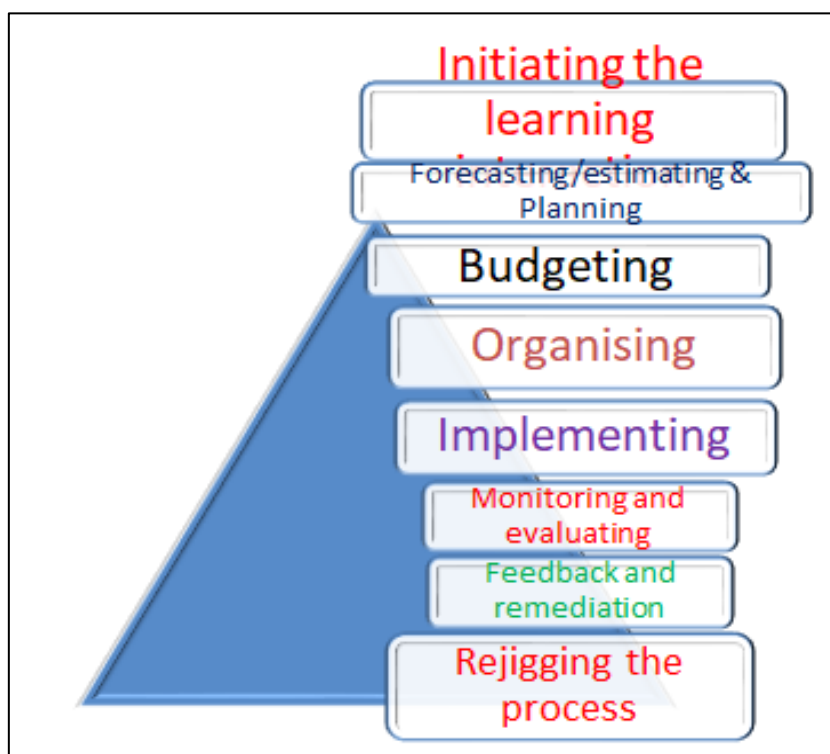 Initiating the
learning
Forecasting/estimating &
Planning
Budgeting
Organising
Implementing
Monitoring and
evaluating
Feedback and
remediation
Rejigging the
process